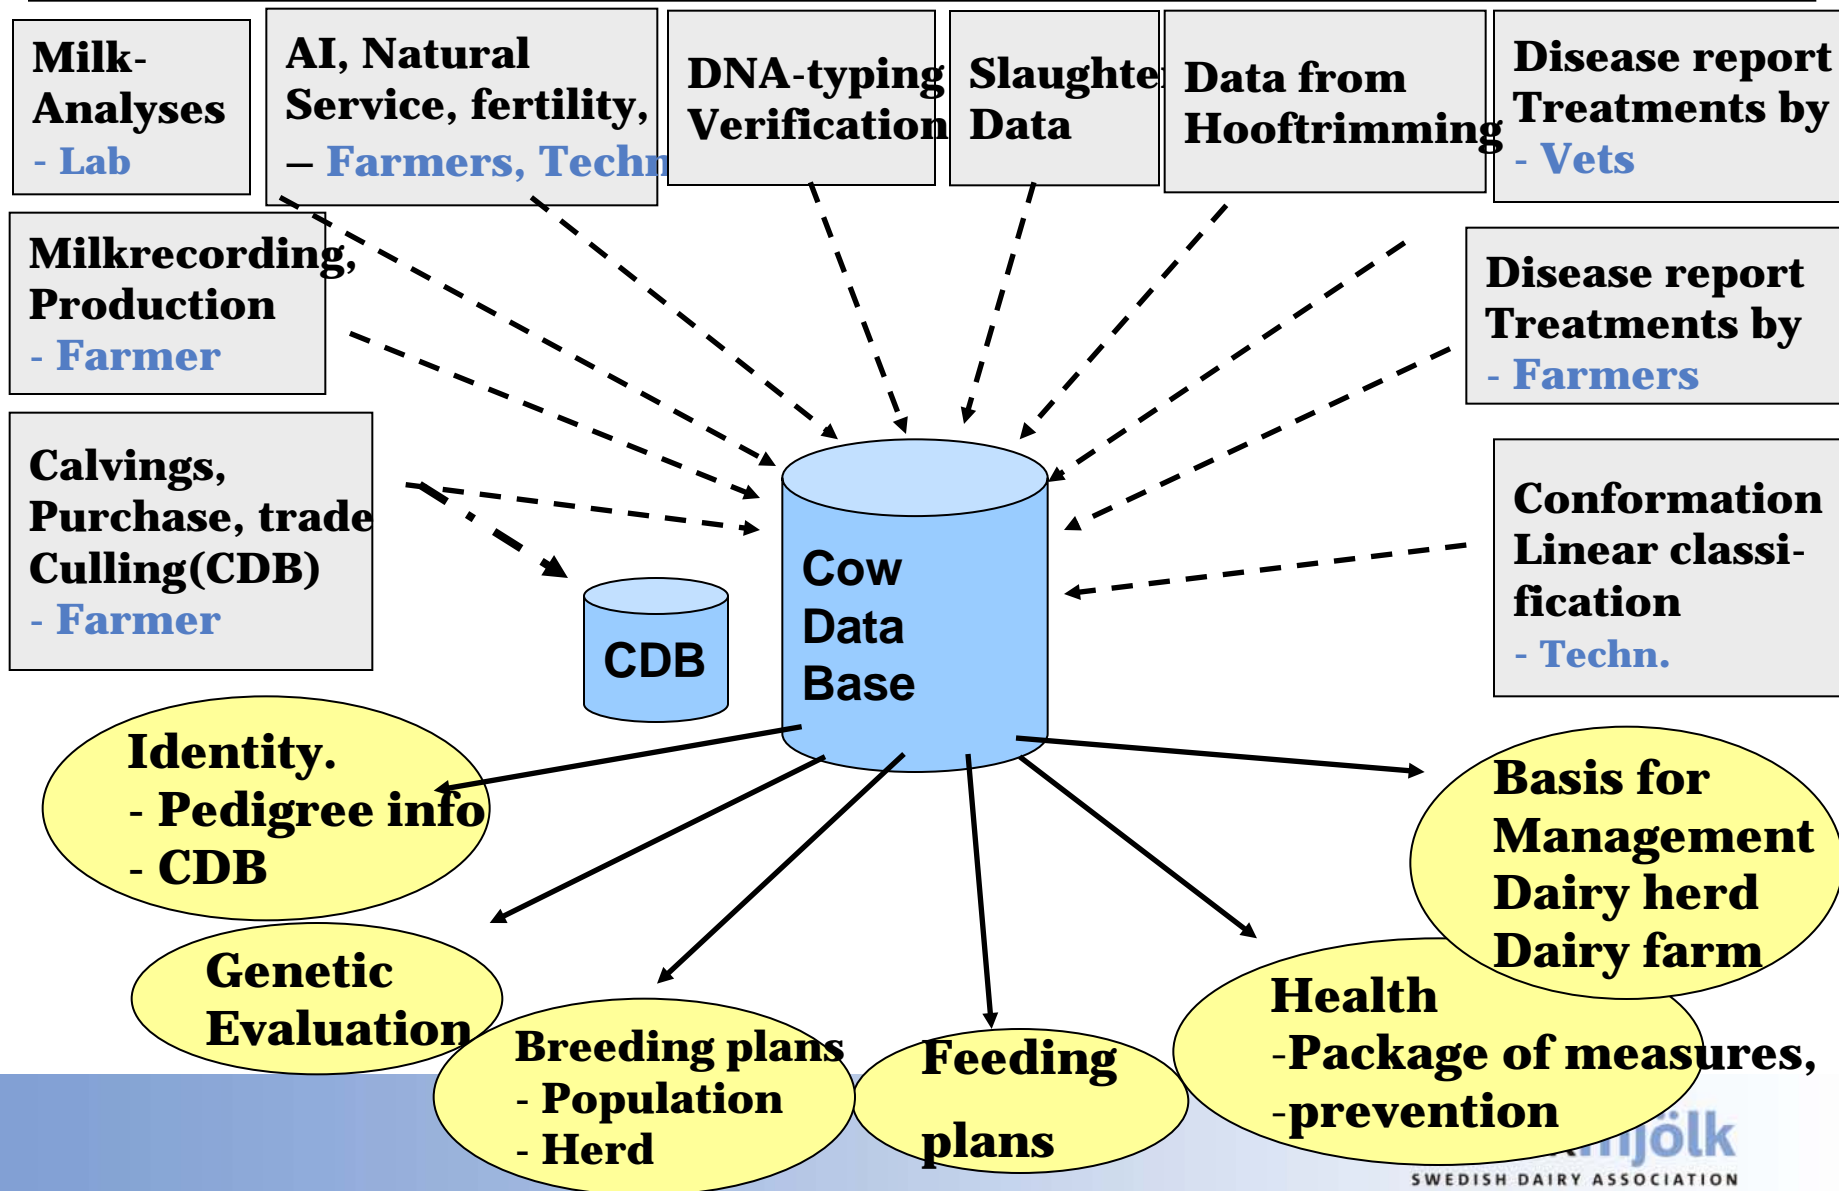 Milk-
Analyses
- Lab
AI, Natural
Service, fertility,
– Farmers, Techn
DNA-typing
Verification
Slaughte
Data
Data from
Hooftrimming
Disease report
Treatments by
- Vets
Milkrecording,
Production
- Farmer
Disease report
Treatments by
- Farmers
Calvings,
Purchase, trade
Culling(CDB)
- Farmer
Conformation
Linear classi-
fication
- Techn.
Cow
Data
Base
CDB
Identity.
- Pedigree info
- CDB
Genetic
Evaluation
Breeding plans
- Population
- Herd
Feeding
plans
Health
-Package of measures,
-prevention
Basis for
Management
Dairy herd
Dairy farm
mjölk
SWEDISH DAIRY ASSOCIATION